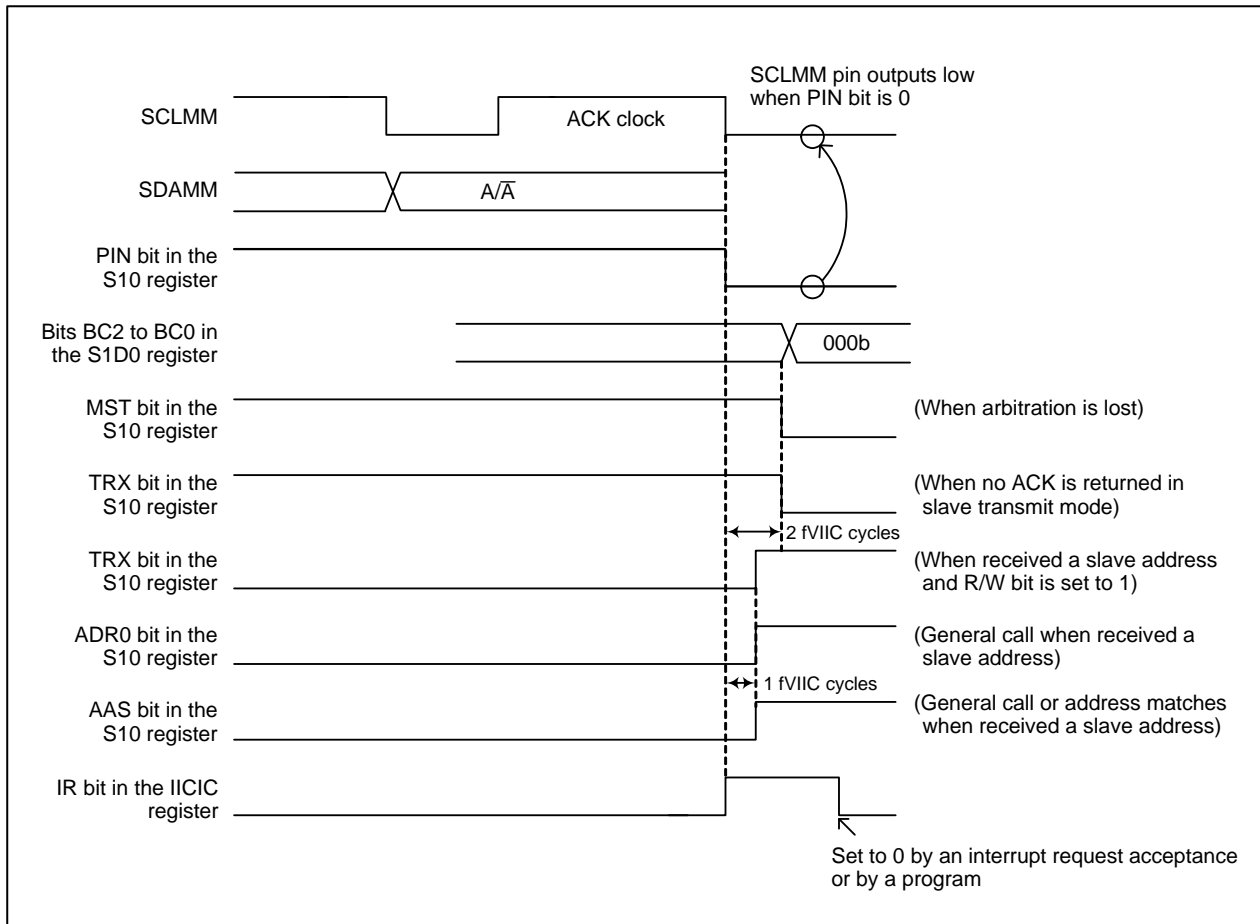 SCLMM pin outputs low
when PIN bit is 0
SCLMM
ACK clock
SDAMM
A/A̅
PIN bit in the
S10 register
Bits BC2 to BC0 in
the S1D0 register
000b
MST bit in the
S10 register
(When arbitration is lost)
TRX bit in the
S10 register
(When no ACK is returned in
slave transmit mode)
2 fVIIC cycles
TRX bit in the
S10 register
(When received a slave address
and R/W bit is set to 1)
ADR0 bit in the
S10 register
(General call when received a
slave address)
1 fVIIC cycles
AAS bit in the
S10 register
(General call or address matches
when received a slave address)
IR bit in the IICIC
register
Set to 0 by an interrupt request acceptance
or by a program